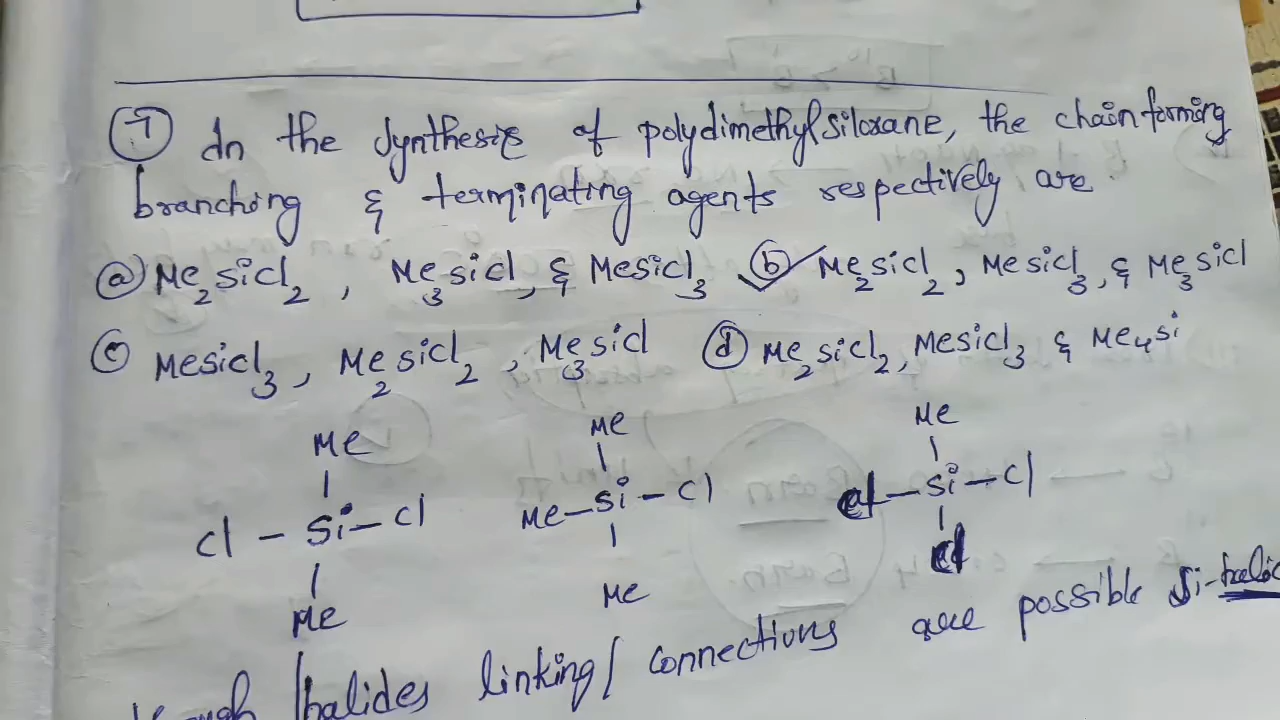 7 In the synthesis of polydimethylsiloxane, the chain forming
branching & terminating agents respectively are
(a) Me2SiCl2, Me3SiCl, & MeSiCl3 (b) Me2SiCl2, MeSiCl3, & Me3SiCl
(c) MeSiCl3, Me2SiCl2, Me3SiCl (d) Me2SiCl2, MeSiCl3 & Me4Si
Me Me Me
Cl - Si - Cl Me - Si - Cl Cl - Si - Cl
Me Me Cl
halides linking / connections are possible Si-